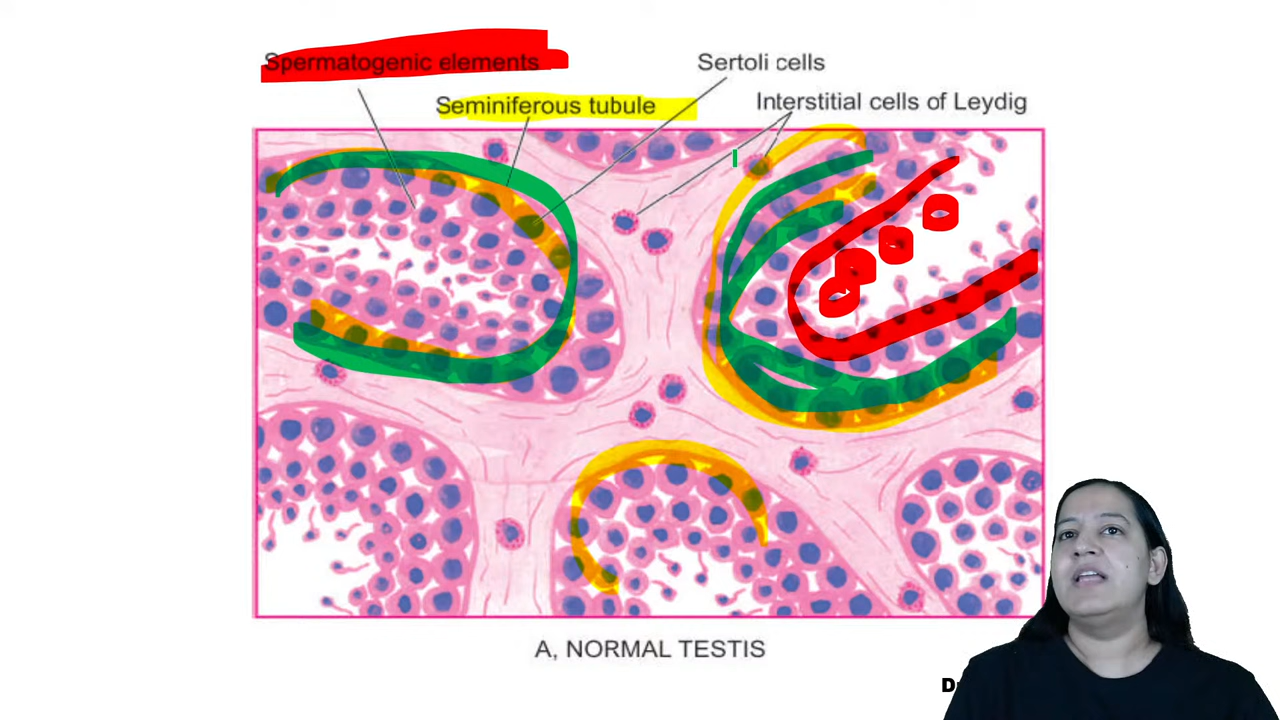 Spermatogenic elements
Sertoli cells
Seminiferous tubule
Interstitial cells of Leydig
A, NORMAL TESTIS